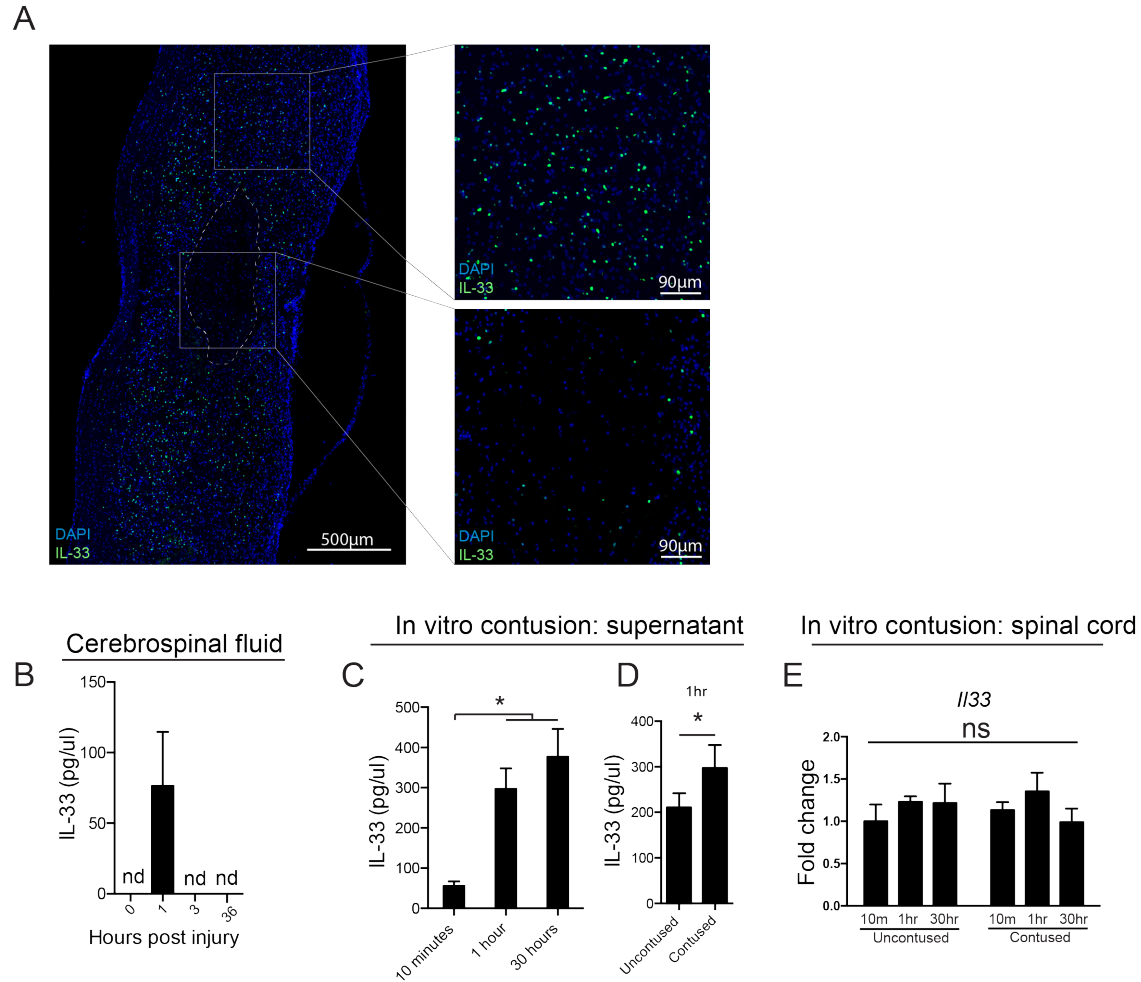 A
DAPI
IL-33
500µm
DAPI
IL-33
90µm
DAPI
IL-33
90µm
Cerebrospinal fluid
B
IL-33 (pg/ul)
150
100
50
0
nd
nd
nd
0
1
3
36
Hours post injury
In vitro contusion: supernatant
C
IL-33 (pg/ul)
500
400
300
200
100
0
*
10 minutes
1 hour
30 hours
D
1hr
*
IL-33 (pg/ul)
400
300
200
100
0
Uncontused
Contused
In vitro contusion: spinal cord
E
Il33
ns
Fold change
2.0
1.5
1.0
0.5
0.0
10m 1hr 30hr
Uncontused
10m 1hr 30hr
Contused